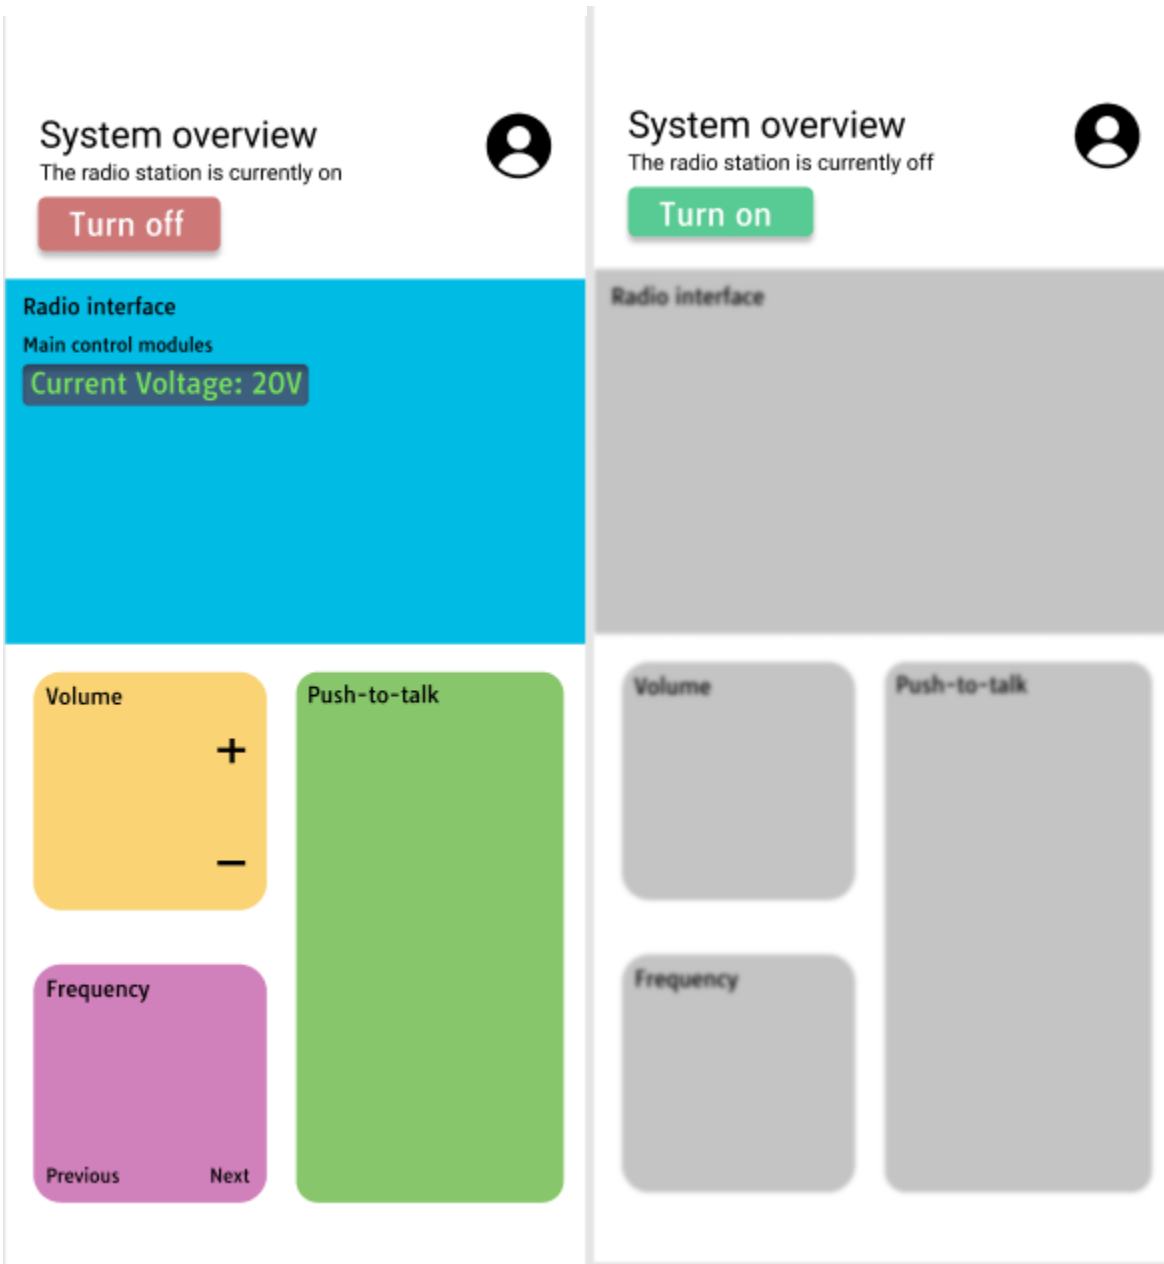 System overview
The radio station is currently on
Turn off
Radio interface
Main control modules
Current Voltage: 20V
Volume
+
−
Push-to-talk
Frequency
Previous
Next
System overview
The radio station is currently off
Turn on
Radio interface
Volume
Push-to-talk
Frequency